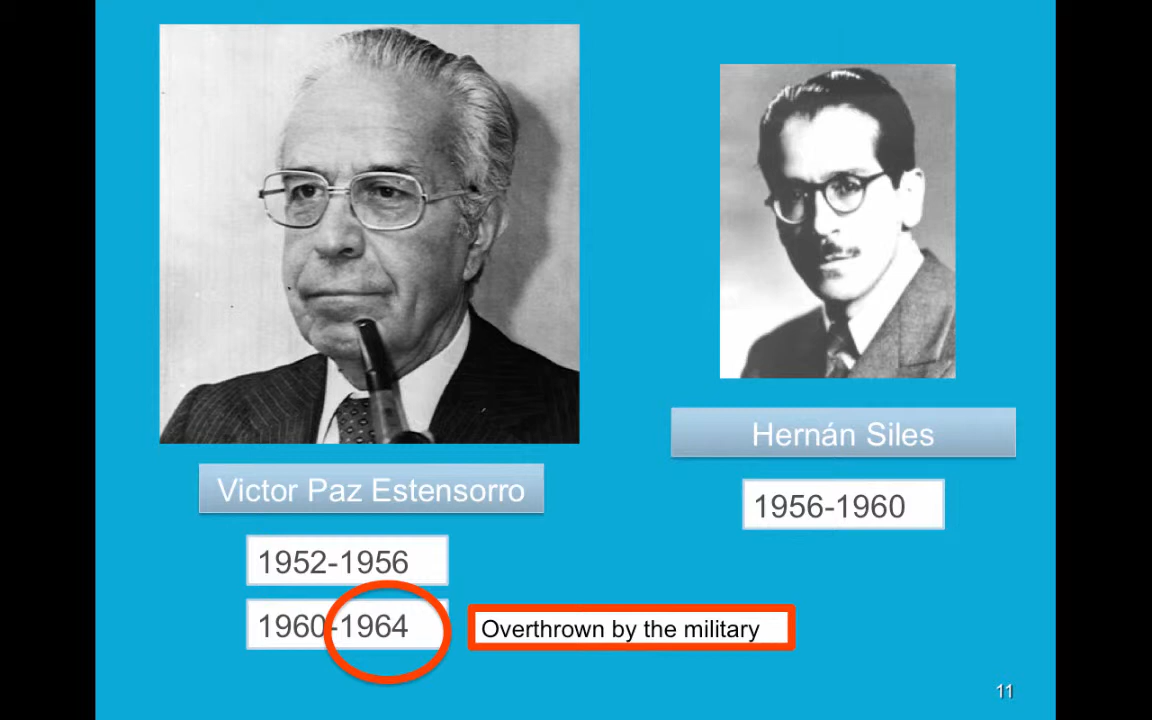 Victor Paz Estensorro
1952-1956
1960-1964
Overthrown by the military
Hernán Siles
1956-1960
11